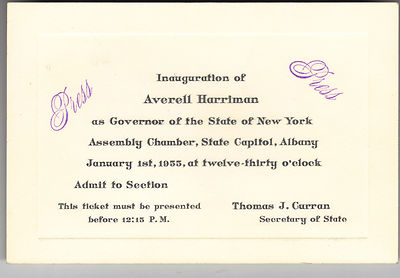 Press
Press
Inauguration of
Averell Harriman
as Governor of the State of New York
Assembly Chamber, State Capitol, Albany
January 1st, 1955, at twelve-thirty o'clock
Admit to Section
This ticket must be presented
before 12:15 P. M.
Thomas J. Curran
Secretary of State